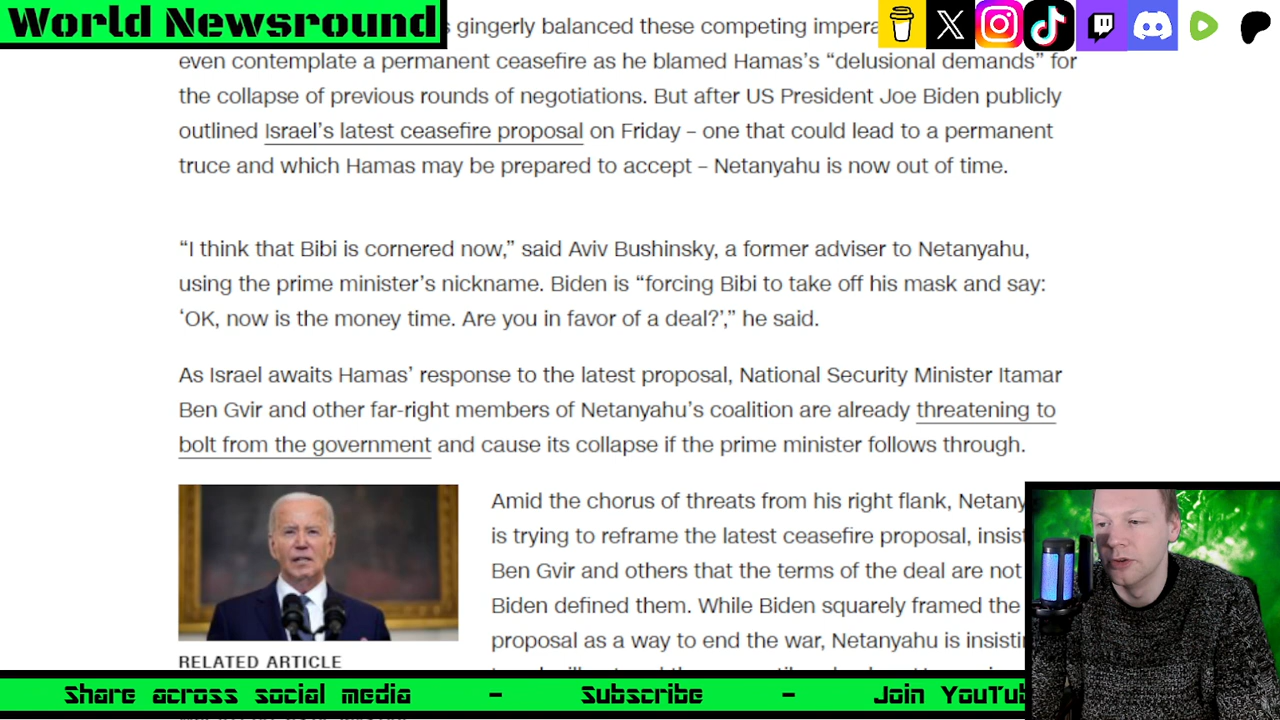 World Newsround
s gingerly balanced these competing impera
even contemplate a permanent ceasefire as he blamed Hamas's “delusional demands” for
the collapse of previous rounds of negotiations. But after US President Joe Biden publicly
outlined Israel's latest ceasefire proposal on Friday – one that could lead to a permanent
truce and which Hamas may be prepared to accept – Netanyahu is now out of time.
“I think that Bibi is cornered now,” said Aviv Bushinsky, a former adviser to Netanyahu,
using the prime minister's nickname. Biden is “forcing Bibi to take off his mask and say:
‘OK, now is the money time. Are you in favor of a deal?’,” he said.
As Israel awaits Hamas’ response to the latest proposal, National Security Minister Itamar
Ben Gvir and other far-right members of Netanyahu's coalition are already threatening to
bolt from the government and cause its collapse if the prime minister follows through.
Amid the chorus of threats from his right flank, Netany
is trying to reframe the latest ceasefire proposal, insist
Ben Gvir and others that the terms of the deal are not
Biden defined them. While Biden squarely framed the
proposal as a way to end the war, Netanyahu is insistin
RELATED ARTICLE
Share across social media - Subscribe - Join YouTub